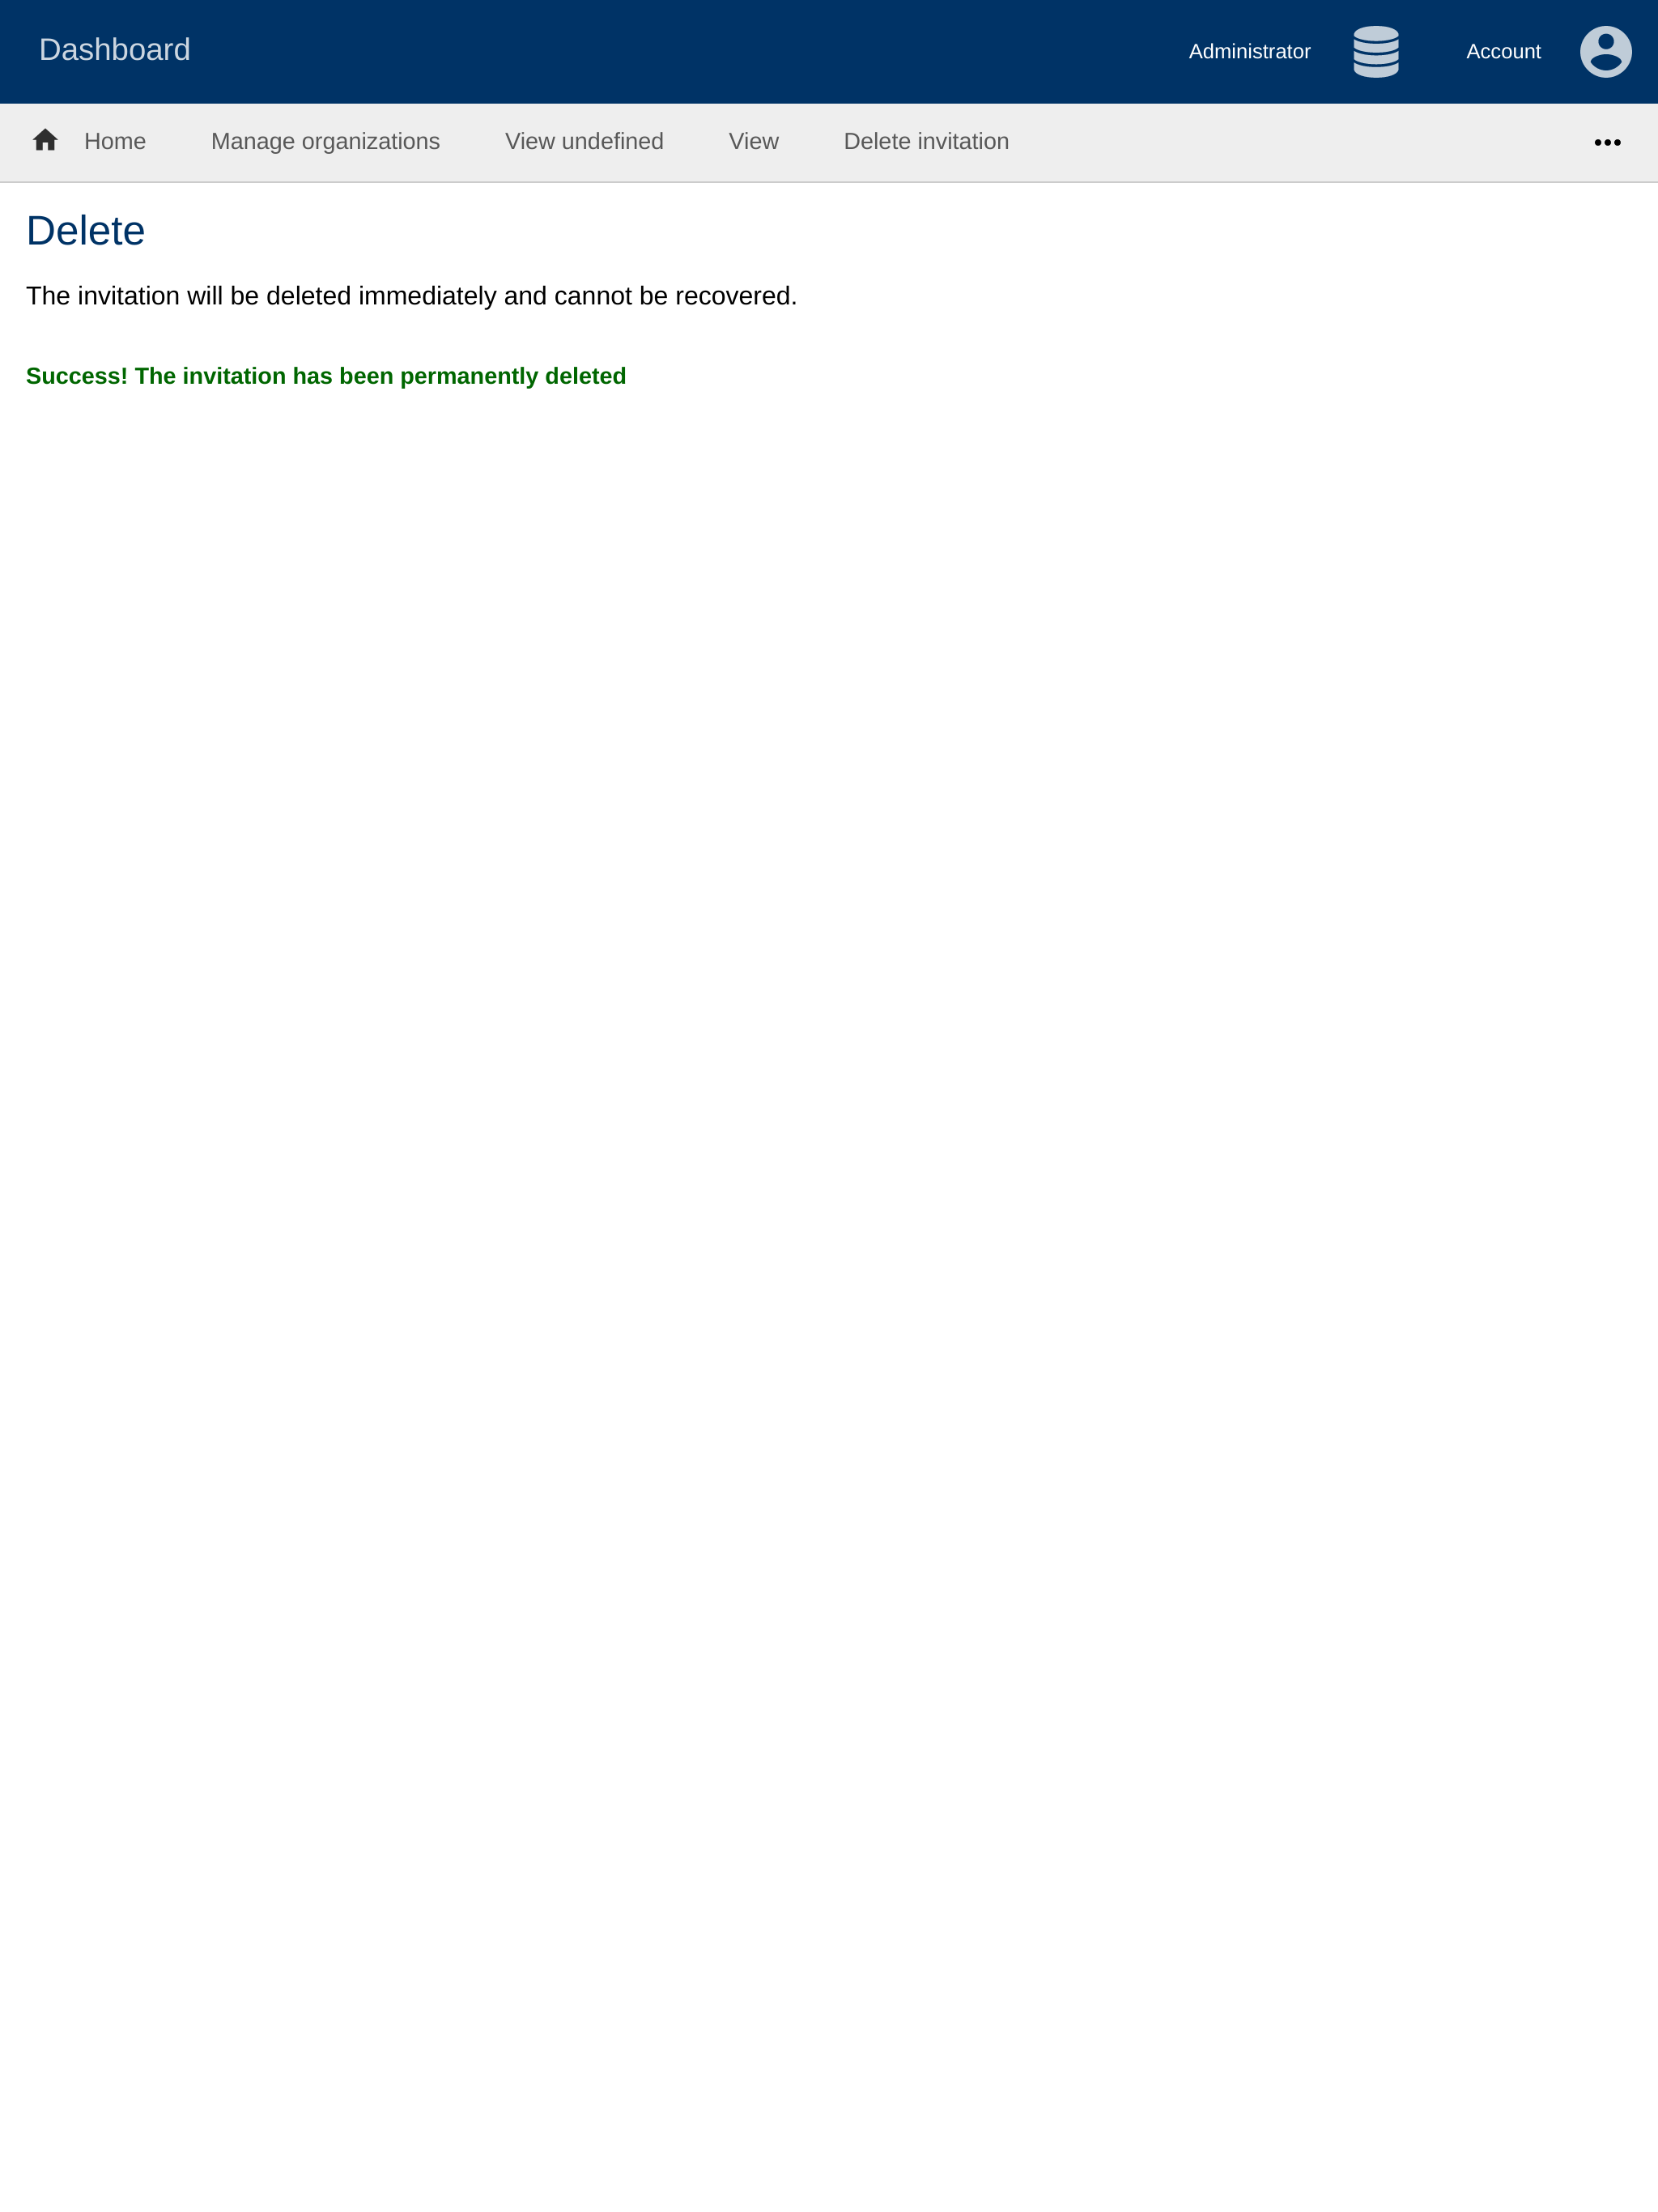 Dashboard Administrator Account
Home Manage organizations View undefined View Delete invitation
Delete
The invitation will be deleted immediately and cannot be recovered.
Success! The invitation has been permanently deleted